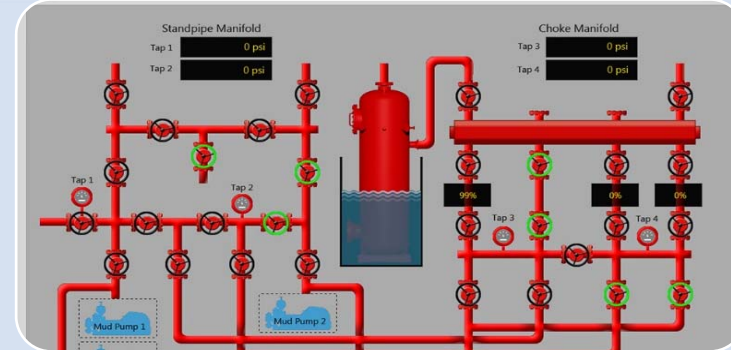 Standpipe Manifold
Tap 1 0 psi
Tap 2 0 psi
Choke Manifold
Tap 3 0 psi
Tap 4 0 psi
Tap 1
Tap 2
99%
0%
0%
Tap 3
Tap 4
Mud Pump 1
Mud Pump 2